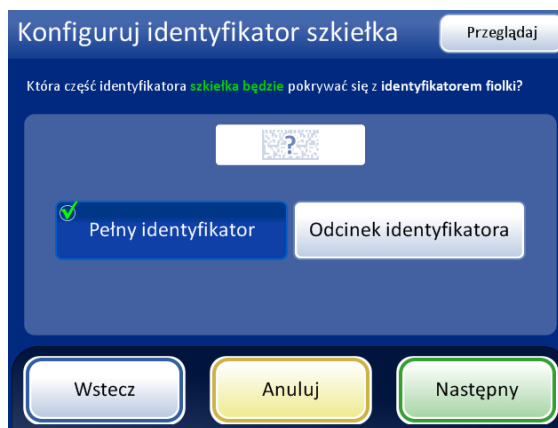 Konfiguruj identyfikator szkiełka
Przeglądaj
Która część identyfikatora szkiełka będzie pokrywać się z identyfikatorem fiolki?
?
Pełny identyfikator
Odcinek identyfikatora
Wstecz
Anuluj
Następny